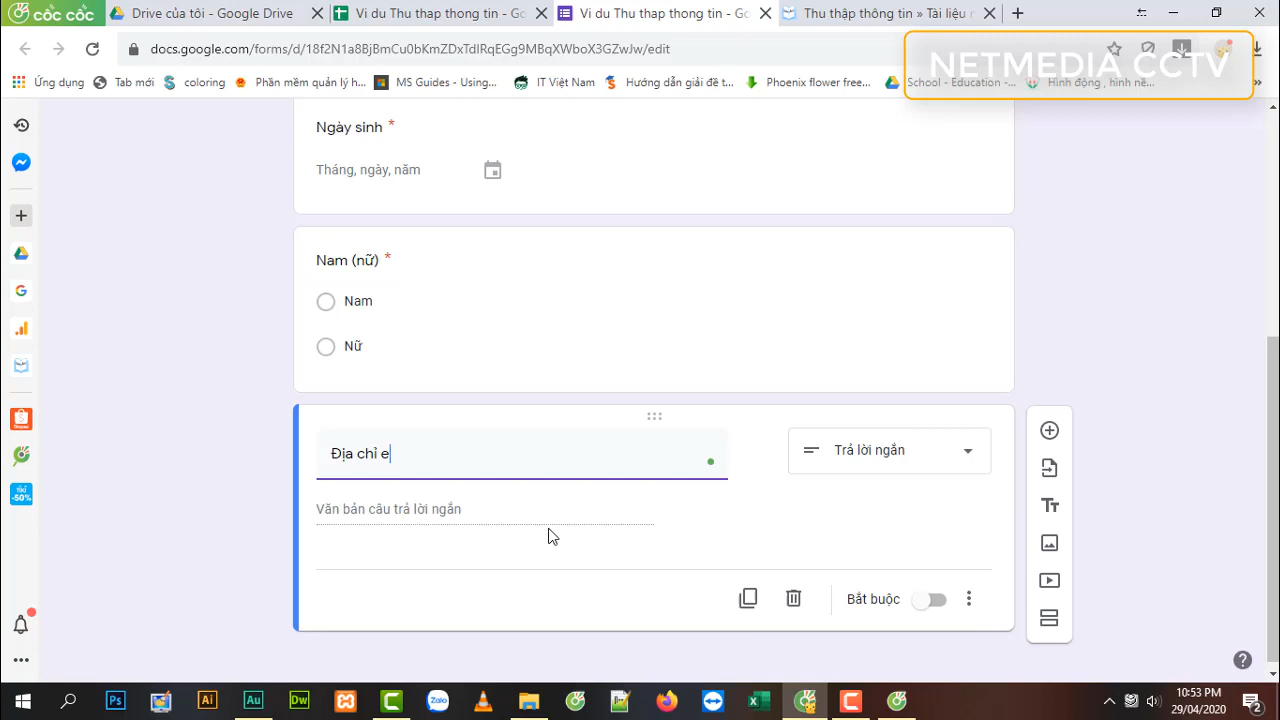 cốc cốc
Drive của tôi - Google Drive
Vi du Thu thap thong tin - Go
Vi du Thu thap thong tin - Go
Thi thập thông tin » Tài liệu r
docs.google.com/forms/d/18f2N1a8BjBmCu0bKmZDxTdlRqEGg9MBqXWboX3GZwJw/edit
NETMEDIA CCTV
Ứng dụng
Tab mới
coloring
Phần mềm quản lý h...
MS Guides - Using...
IT Việt Nam
Hướng dẫn giải đề t...
Phoenix flower free...
School - Education -...
Hình động , hình nề...
Ngày sinh *
Tháng, ngày, năm
Nam (nữ) *
Nam
Nữ
Địa chỉ e
Trả lời ngắn
Văn bản câu trả lời ngắn
Bắt buộc
-50%
10:53 PM
29/04/2020